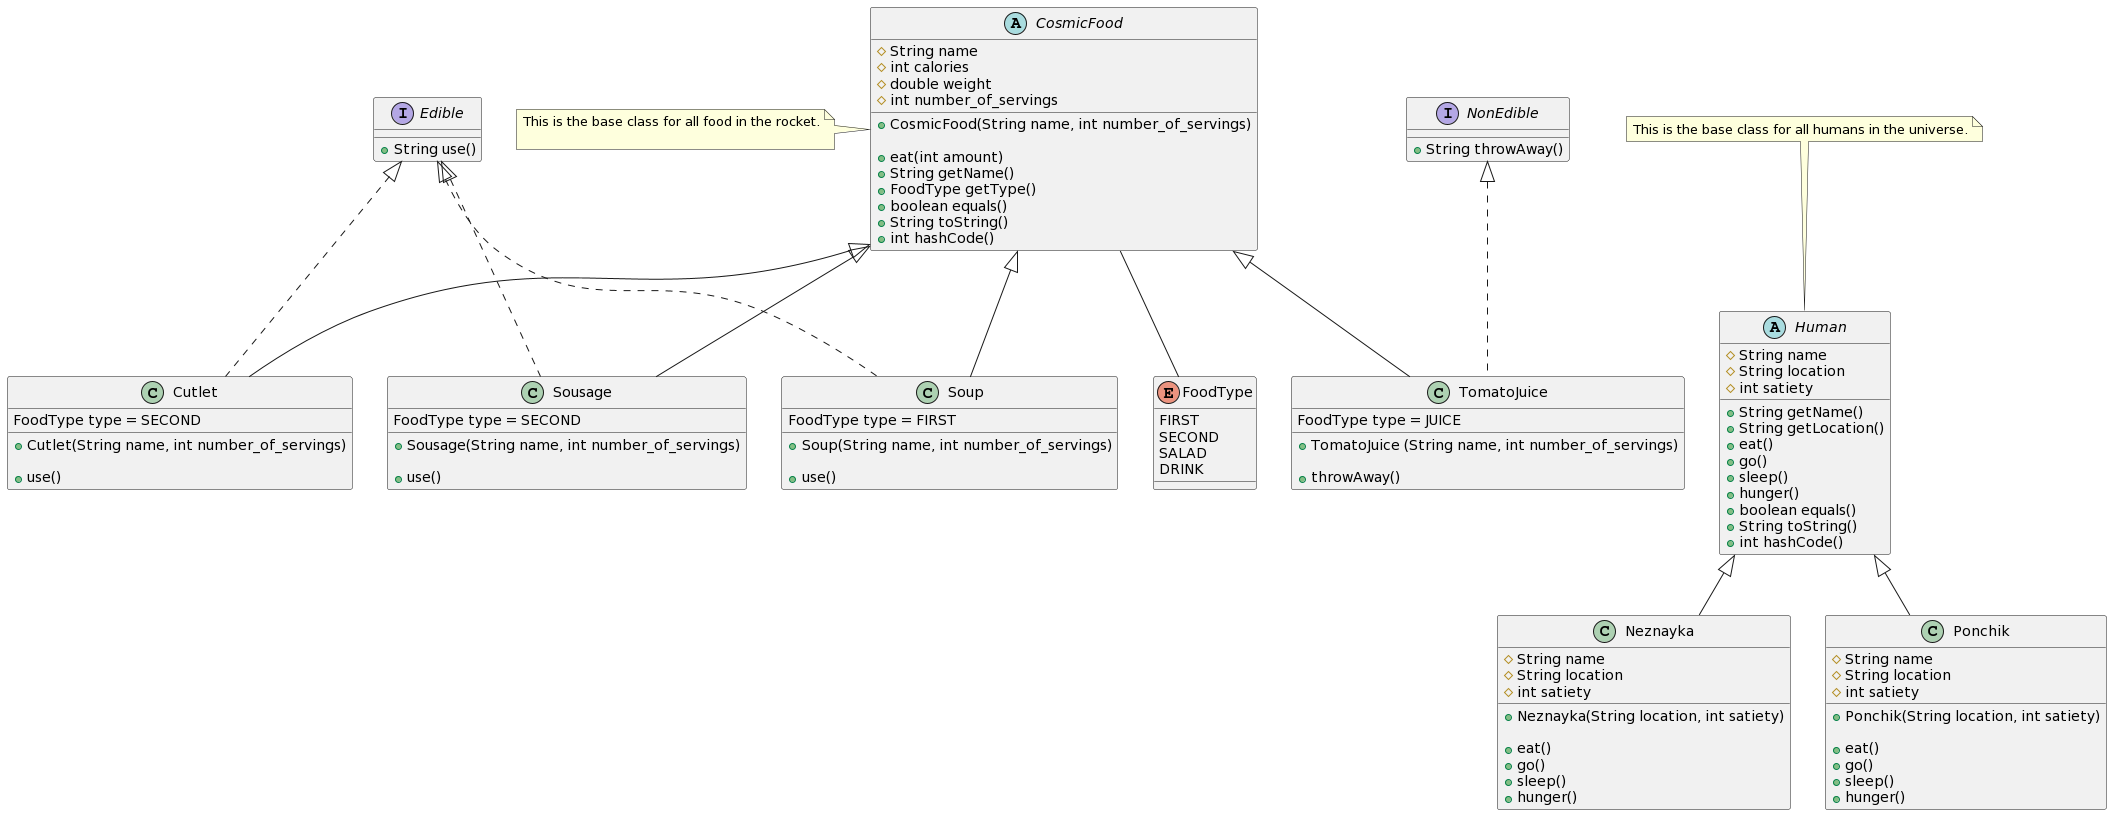 A CosmicFood
String name
int calories
double weight
int number_of_servings
CosmicFood(String name, int number_of_servings)
eat(int amount)
String getName()
FoodType getType()
boolean equals()
String toString()
int hashCode()
I Edible
String use()
This is the base class for all food in the rocket.
I NonEdible
String throwAway()
This is the base class for all humans in the universe.
C Cutlet
FoodType type = SECOND
Cutlet(String name, int number_of_servings)
use()
C Sousage
FoodType type = SECOND
Sousage(String name, int number_of_servings)
use()
C Soup
FoodType type = FIRST
Soup(String name, int number_of_servings)
use()
E FoodType
FIRST
SECOND
SALAD
DRINK
C TomatoJuice
FoodType type = JUICE
TomatoJuice (String name, int number_of_servings)
throwAway()
A Human
String name
String location
int satiety
String getName()
String getLocation()
eat()
go()
sleep()
hunger()
boolean equals()
String toString()
int hashCode()
C Neznayka
String name
String location
int satiety
Neznayka(String location, int satiety)
eat()
go()
sleep()
hunger()
C Ponchik
String name
String location
int satiety
Ponchik(String location, int satiety)
eat()
go()
sleep()
hunger()